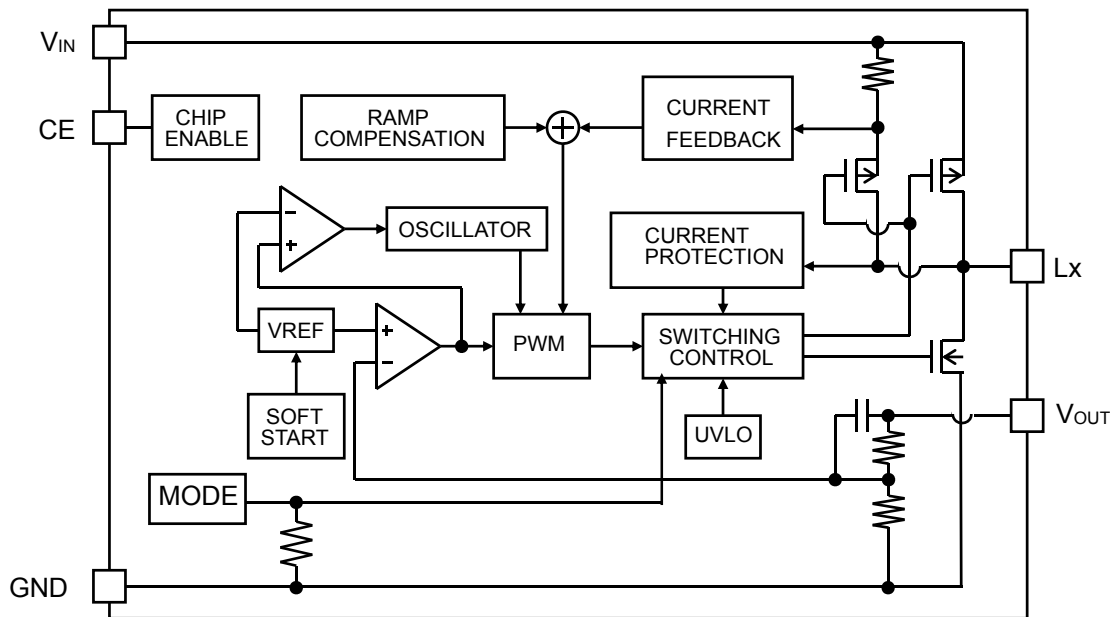 VIN
CE
CHIP
ENABLE
RAMP
COMPENSATION
+
CURRENT
FEEDBACK
−
+
OSCILLATOR
CURRENT
PROTECTION
Lx
VREF
+
−
PWM
SWITCHING
CONTROL
SOFT
START
UVLO
VOUT
MODE
GND